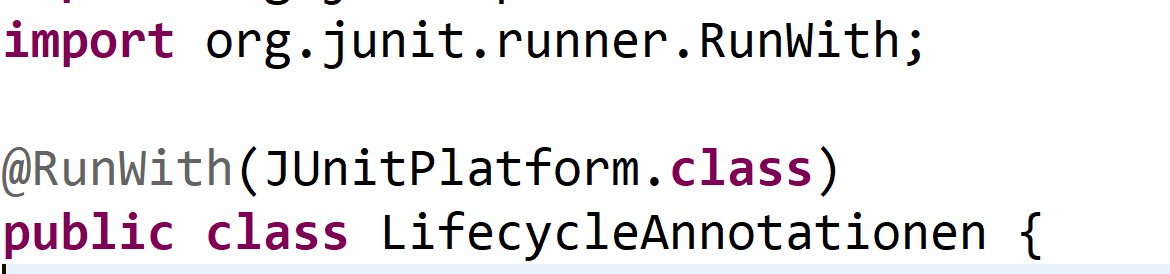 import org.junit.runner.RunWith;
@RunWith(JUnitPlatform.class)
public class LifecycleAnnotationen {